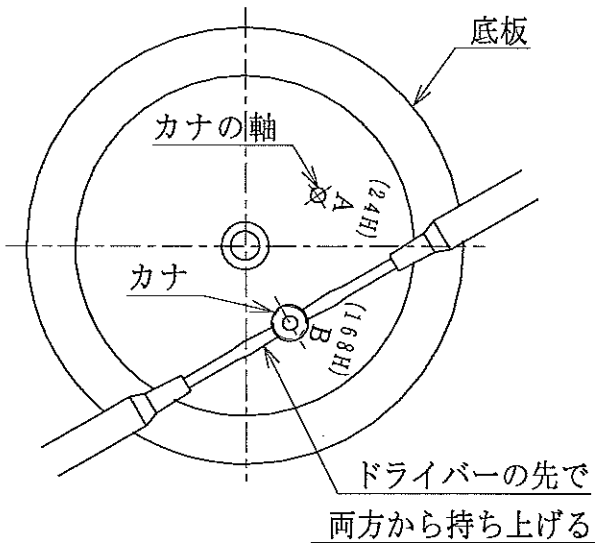 底板
カナの軸
A
(24H)
カナ
B
(168H)
ドライバーの先で
両方から持ち上げる